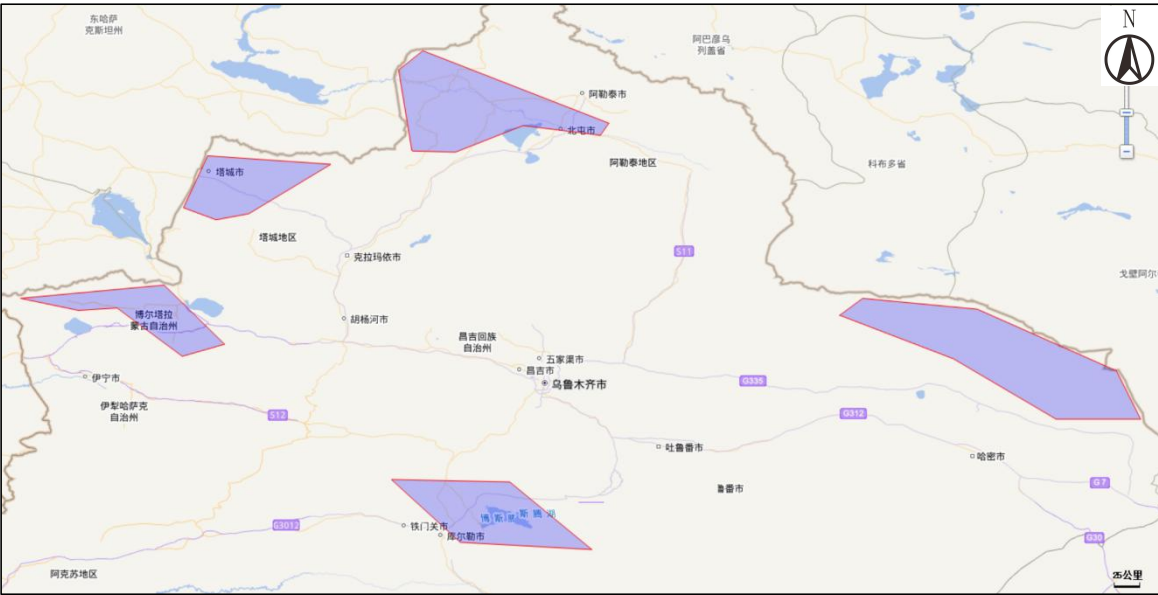 N
东哈萨
克斯坦州
阿巴彦乌
列盖省
阿勒泰市
北屯市
阿勒泰地区
科布多省
塔城市
塔城地区
克拉玛依市
S11
戈壁阿尔
博尔塔拉
蒙古自治州
胡杨河市
昌吉回族
自治州
五家渠市
昌吉市
乌鲁木齐市
伊宁市
G335
伊犁哈萨克
自治州
S12
G312
吐鲁番市
哈密市
鲁番市
G7
博斯腾湖
G3012
铁门关市
库尔勒市
G30
阿克苏地区
25公里